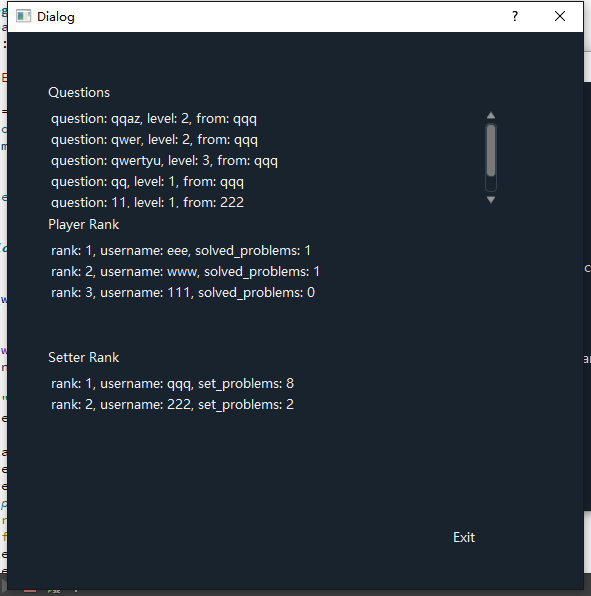 Dialog
?
Questions
question: qqaz, level: 2, from: qqq
question: qwer, level: 2, from: qqq
question: qwertyu, level: 3, from: qqq
question: qq, level: 1, from: qqq
question: 11, level: 1, from: 222
Player Rank
rank: 1, username: eee, solved_problems: 1
rank: 2, username: www, solved_problems: 1
rank: 3, username: 111, solved_problems: 0
Setter Rank
rank: 1, username: qqq, set_problems: 8
rank: 2, username: 222, set_problems: 2
Exit